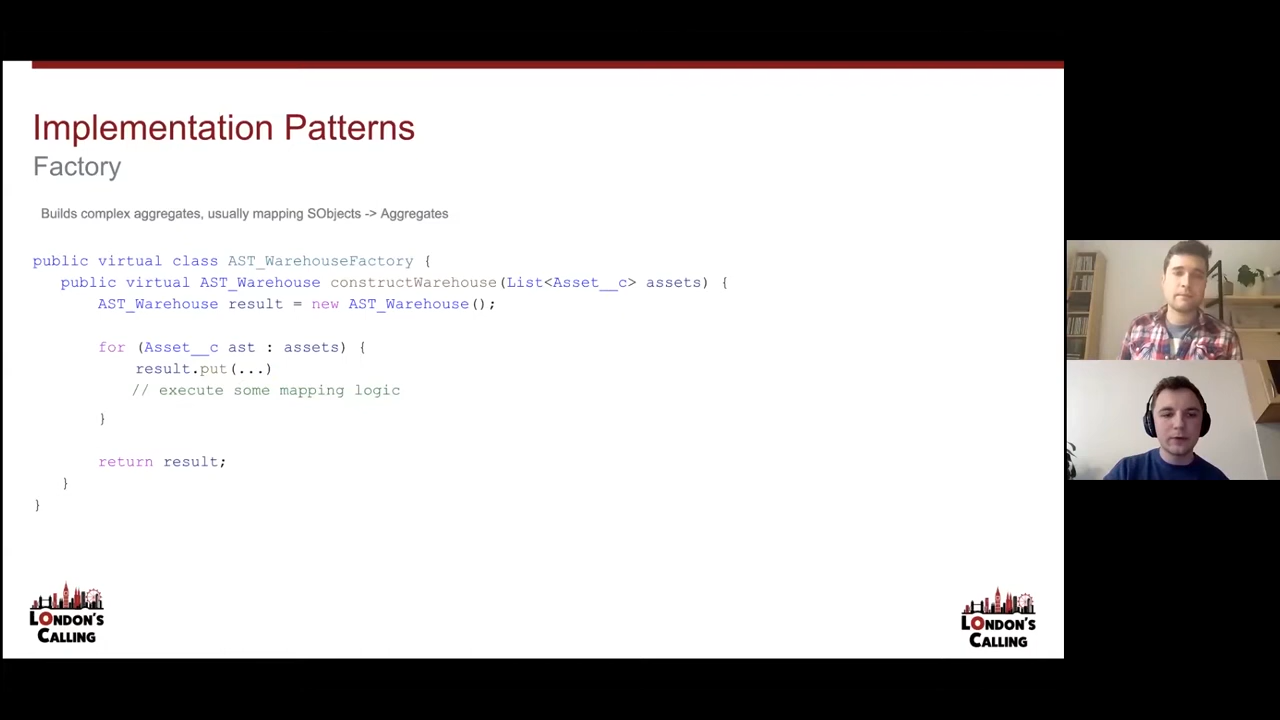 Implementation Patterns
Factory
Builds complex aggregates, usually mapping SObjects -> Aggregates
public virtual class AST_WarehouseFactory {
public virtual AST_Warehouse constructWarehouse(List<Asset__c> assets) {
AST_Warehouse result = new AST_Warehouse();
for (Asset__c ast : assets) {
result.put(...)
// execute some mapping logic
}
return result;
}
}
LONDON'S
CALLING
LONDON'S
CALLING